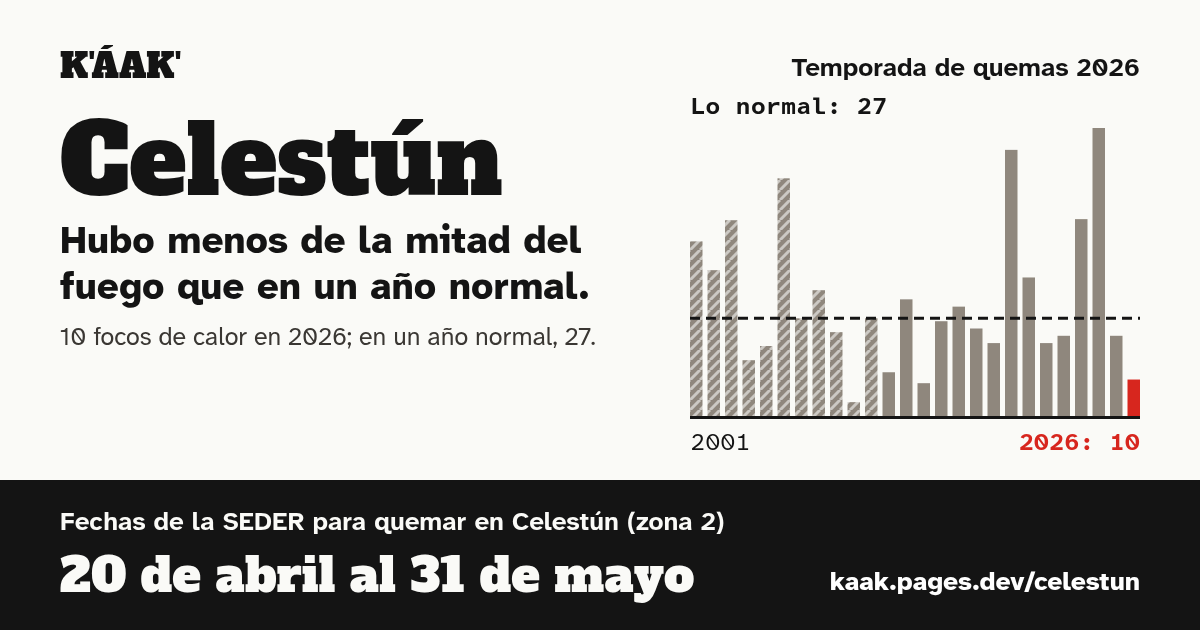 K'ÁAK'
Celestún
Hubo menos de la mitad del
fuego que en un año normal.
10 focos de calor en 2026; en un año normal, 27.
Temporada de quemas 2026
Lo normal: 27
2001
2026: 10
Fechas de la SEDER para quemar en Celestún (zona 2)
20 de abril al 31 de mayo
kaak.pages.dev/celestun